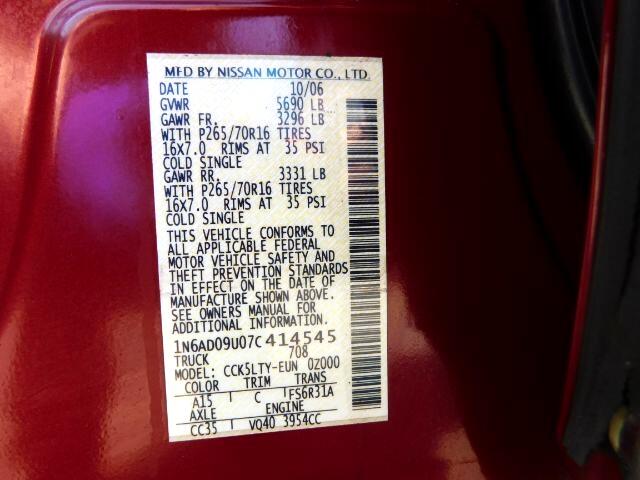 MFD BY NISSAN MOTOR CO., LTD
DATE 10/06
GVWR 5690 LB
GAWR FR. 3296 LB
WITH P265/70R16 TIRES
16X7.0 RIMS AT 35 PSI
COLD SINGLE
GAWR RR. 3331 LB
WITH P265/70R16 TIRES
16X7.0 RIMS AT 35 PSI
COLD SINGLE
THIS VEHICLE CONFORMS TO
ALL APPLICABLE FEDERAL
MOTOR VEHICLE SAFETY AND
THEFT PREVENTION STANDARDS
IN EFFECT ON THE DATE OF
MANUFACTURE SHOWN ABOVE.
SEE OWNERS MANUAL FOR
ADDITIONAL INFORMATION.
1N6AD09U07C414545
TRUCK 708
MODEL: CCK5LTY-EUN 0Z000
COLOR TRIM TRANS
A15 C FS6R31A
AXLE ENGINE
CC35 VQ40 3954CC